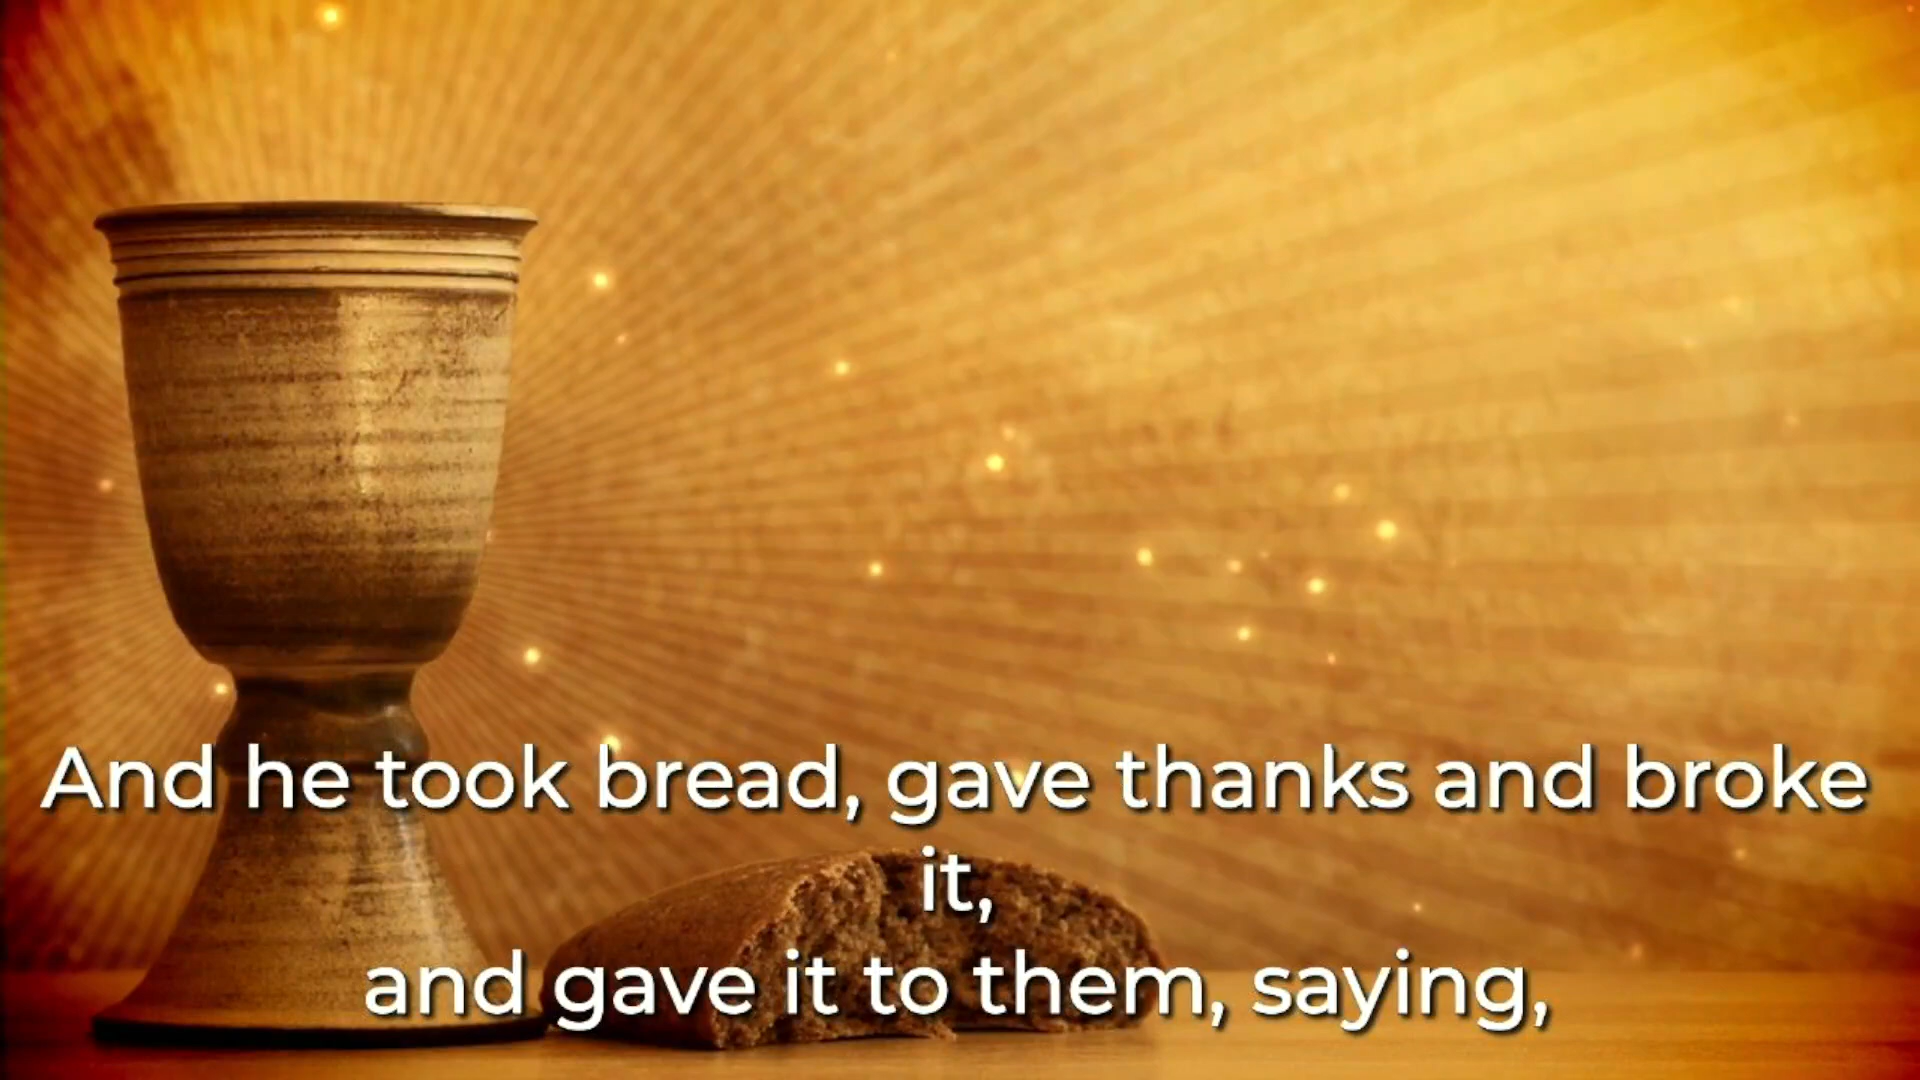 And he took bread, gave thanks and broke
it,
and gave it to them, saying,